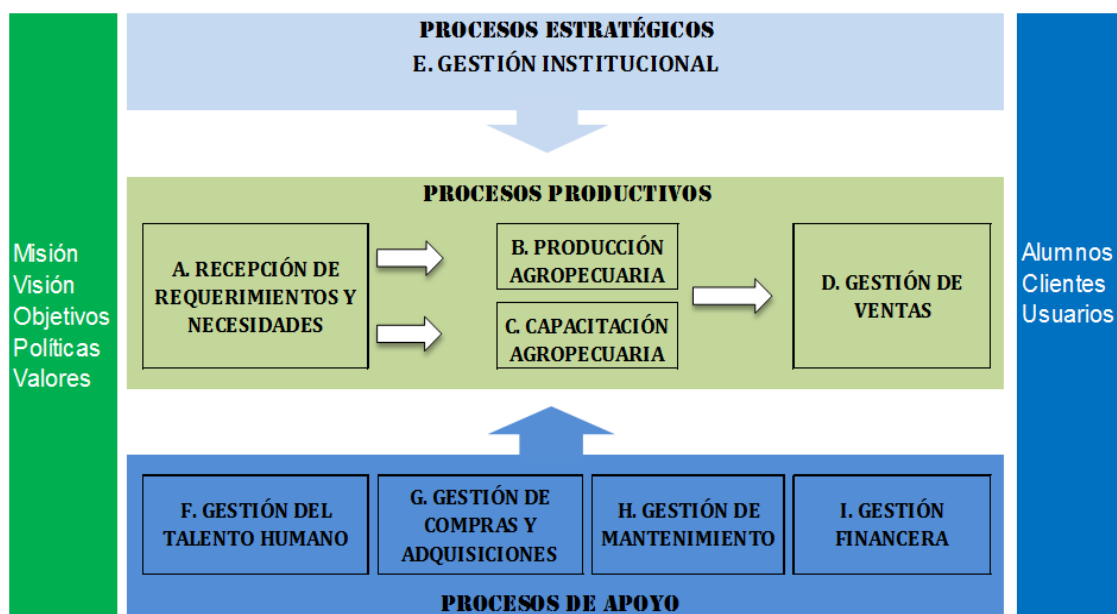 PROCESOS ESTRATÉGICOS
E. GESTIÓN INSTITUCIONAL
Misión
Visión
Objetivos
Políticas
Valores
PROCESOS PRODUCTIVOS
A. RECEPCIÓN DE
REQUERIMIENTOS Y
NECESIDADES
B. PRODUCCIÓN
AGROPECUARIA
C. CAPACITACIÓN
AGROPECUARIA
D. GESTIÓN DE
VENTAS
Alumnos
Clientes
Usuarios
F. GESTIÓN DEL
TALENTO HUMANO
G. GESTIÓN DE
COMPRAS Y
ADQUISICIONES
H. GESTIÓN DE
MANTENIMIENTO
I. GESTIÓN
FINANCERA
PROCESOS DE APOYO